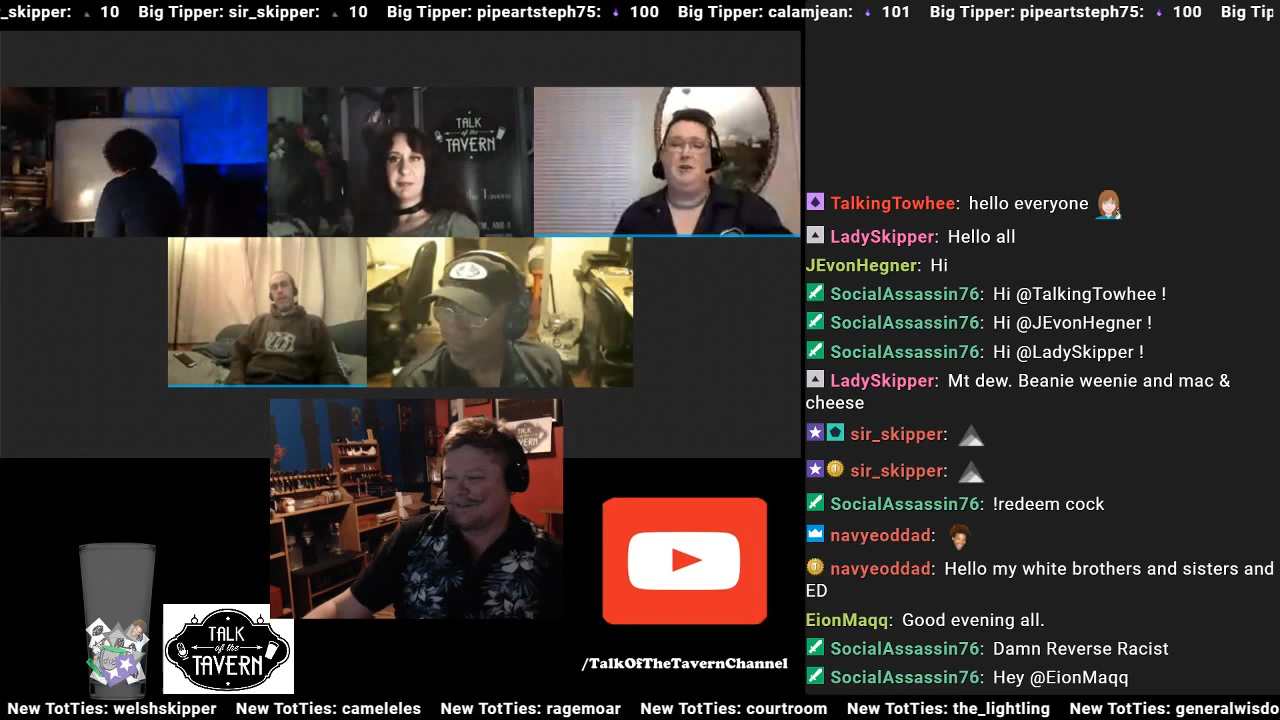 _skipper: 10 Big Tipper: sir_skipper: 10 Big Tipper: pipeartsteph75: 100 Big Tipper: calamjean: 101 Big Tipper: pipeartsteph75: 100 Big Tip
TALK
of the
TAVERN
TALK
of the
TAVERN
TalkingTowhee: hello everyone
LadySkipper: Hello all
JEvonHegner: Hi
SocialAssassin76: Hi @TalkingTowhee !
SocialAssassin76: Hi @JEvonHegner !
SocialAssassin76: Hi @LadySkipper !
LadySkipper: Mt dew. Beanie weenie and mac &
cheese
sir_skipper:
sir_skipper:
SocialAssassin76: !redeem cock
navyeoddad:
navyeoddad: Hello my white brothers and sisters and
ED
EionMaqq: Good evening all.
SocialAssassin76: Damn Reverse Racist
SocialAssassin76: Hey @EionMaqq
TALK
of the
TAVERN
/TalkOfTheTavernChannel
New TotTies: welshskipper New TotTies: cameleles New TotTies: ragemoar New TotTies: courtroom New TotTies: the_lightling New TotTies: generalwisdo